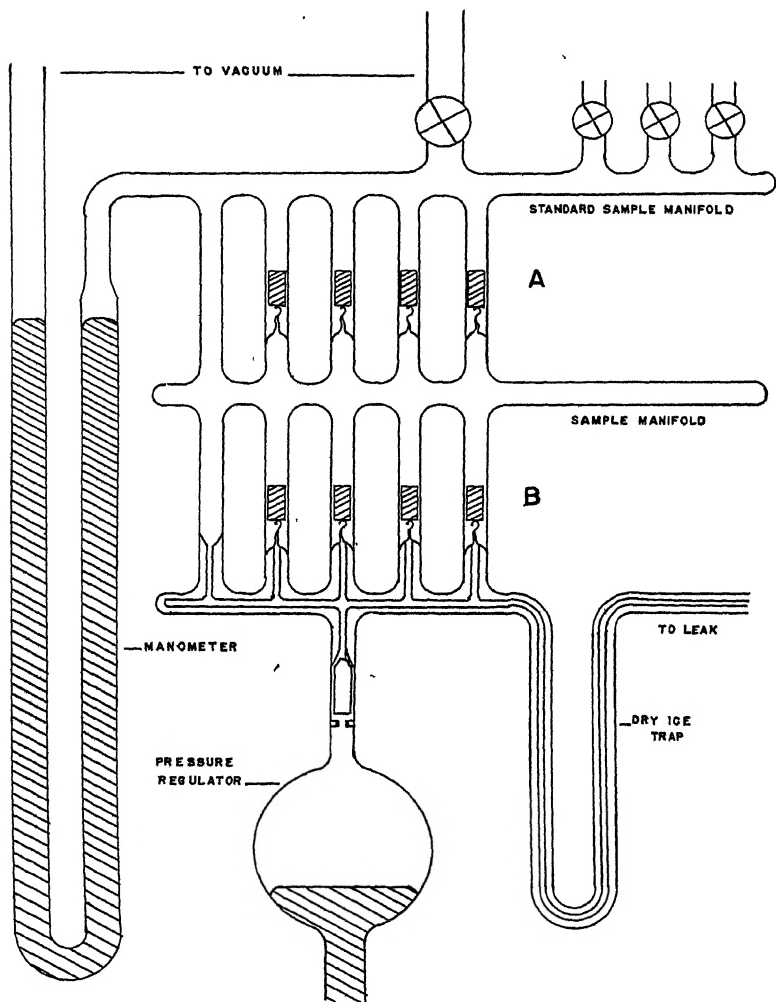 TO VACUUM
STANDARD SAMPLE MANIFOLD
A
SAMPLE MANIFOLD
B
TO LEAK
MANOMETER
DRY ICE
TRAP
PRESSURE
REGULATOR